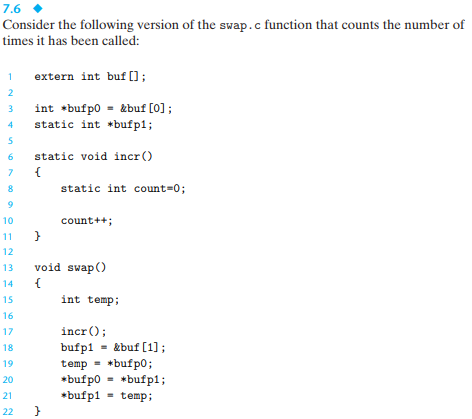 7.6 ◆
Consider the following version of the swap.c function that counts the number of
times it has been called:
1 extern int buf[];
2
3 int *bufp0 = &buf[0];
4 static int *bufp1;
5
6 static void incr()
7 {
8 static int count=0;
9
10 count++;
11 }
12
13 void swap()
14 {
15 int temp;
16
17 incr();
18 bufp1 = &buf[1];
19 temp = *bufp0;
20 *bufp0 = *bufp1;
21 *bufp1 = temp;
22 }